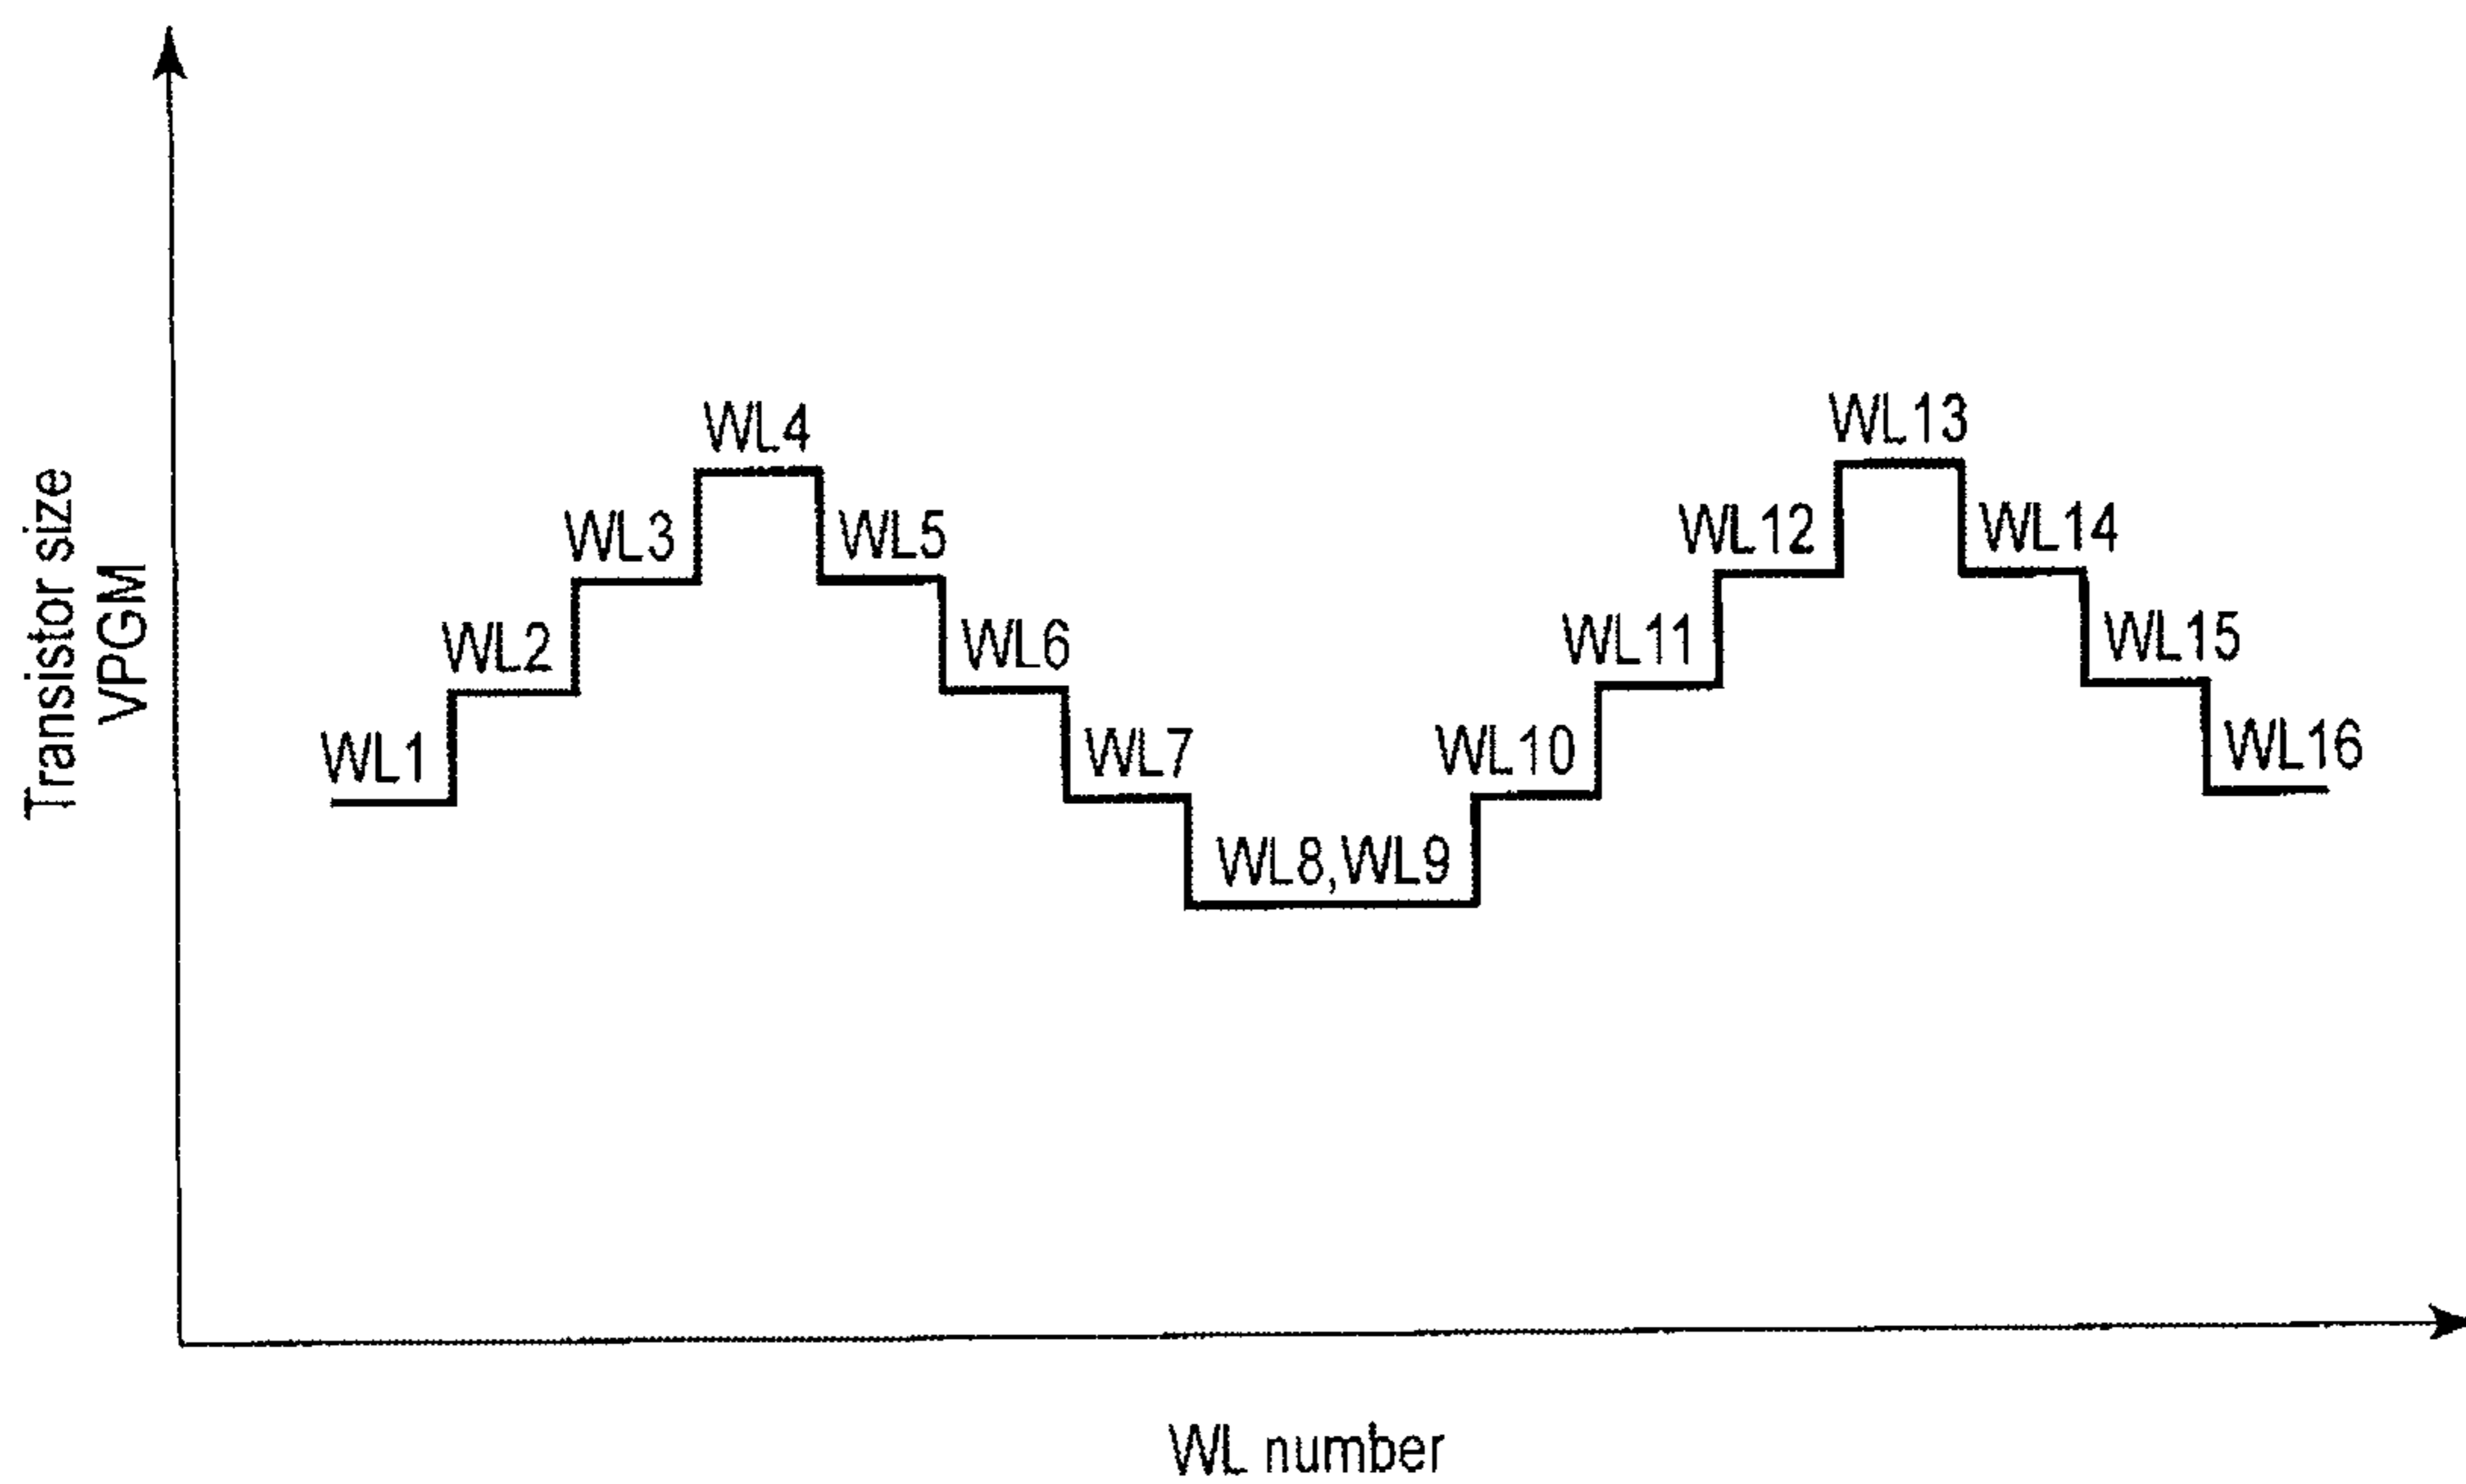 Transistor size
VPGM
WL1
WL2
WL3
WL4
WL5
WL6
WL7
WL8,WL9
WL10
WL11
WL12
WL13
WL14
WL15
WL16
WL number